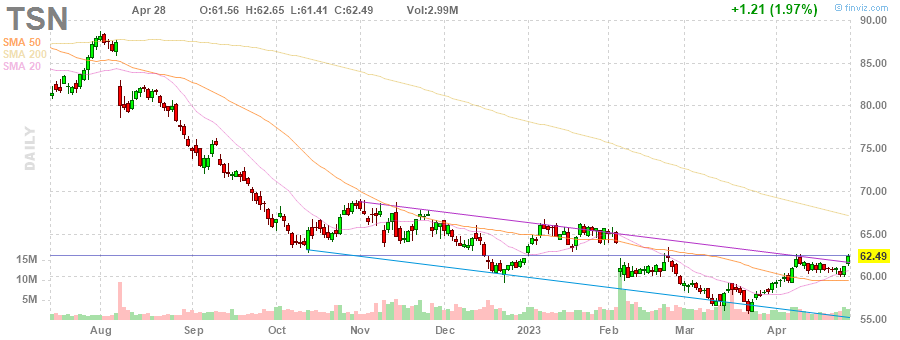 TSN Apr 28 O:61.56 H:62.65 L:61.41 C:62.49 Vol:2.99M +1.21 (1.97%) © finviz.com
SMA 50
SMA 200
SMA 20
DAILY
90.00
85.00
80.00
75.00
70.00
65.00
62.49
60.00
55.00
15M
10M
5M
Aug Sep Oct Nov Dec 2023 Feb Mar Apr